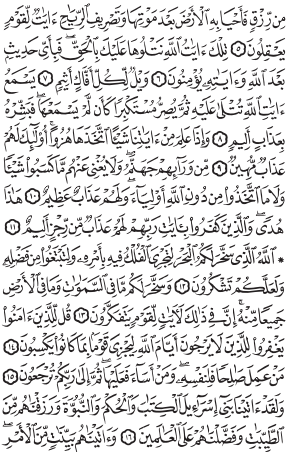 مِن رِّزْقٍ فَأَحْيَا بِهِ ٱلْأَرْضَ بَعْدَ مَوْتِهَا وَتَصْرِيفِ ٱلرِّيَٰحِ ءَايَٰتٌ لِّقَوْمٍ
يَعْقِلُونَ ٥ تِلْكَ ءَايَٰتُ ٱللَّهِ نَتْلُوهَا عَلَيْكَ بِٱلْحَقِّ ۖ فَبِأَىِّ حَدِيثٍۭ
بَعْدَ ٱللَّهِ وَءَايَٰتِهِۦ يُؤْمِنُونَ ٦ وَيْلٌ لِّكُلِّ أَفَّاكٍ أَثِيمٍ ٧ يَسْمَعُ
ءَايَٰتِ ٱللَّهِ تُتْلَىٰ عَلَيْهِ ثُمَّ يُصِرُّ مُسْتَكْبِرًا كَأَن لَّمْ يَسْمَعْهَا ۖ فَبَشِّرْهُ
بِعَذَابٍ أَلِيمٍ ٨ وَإِذَا عَلِمَ مِنْ ءَايَٰتِنَا شَيْـًٔا ٱتَّخَذَهَا هُزُوًا ۚ أُو۟لَٰٓئِكَ لَهُمْ
عَذَابٌ مُّهِينٌ ٩ مِّن وَرَآئِهِمْ جَهَنَّمُ ۖ وَلَا يُغْنِى عَنْهُم مَّا كَسَبُوا۟ شَيْـًٔا
وَلَا مَا ٱتَّخَذُوا۟ مِن دُونِ ٱللَّهِ أَوْلِيَآءَ ۖ وَلَهُمْ عَذَابٌ عَظِيمٌ ١٠ هَٰذَا
هُدًى ۖ وَٱلَّذِينَ كَفَرُوا۟ بِـَٔايَٰتِ رَبِّهِمْ لَهُمْ عَذَابٌ مِّن رِّجْزٍ أَلِيمٌ ١١
۞ ٱللَّهُ ٱلَّذِى سَخَّرَ لَكُمُ ٱلْبَحْرَ لِتَجْرِىَ ٱلْفُلْكُ فِيهِ بِأَمْرِهِۦ وَلِتَبْتَغُوا۟ مِن فَضْلِهِۦ
وَلَعَلَّكُمْ تَشْكُرُونَ ١٢ وَسَخَّرَ لَكُم مَّا فِى ٱلسَّمَٰوَٰتِ وَمَا فِى ٱلْأَرْضِ
جَمِيعًا مِّنْهُ ۚ إِنَّ فِى ذَٰلِكَ لَءَايَٰتٍ لِّقَوْمٍ يَتَفَكَّرُونَ ١٣ قُل لِّلَّذِينَ ءَامَنُوا۟
يَغْفِرُوا۟ لِلَّذِينَ لَا يَرْجُونَ أَيَّامَ ٱللَّهِ لِيَجْزِىَ قَوْمًۢا بِمَا كَانُوا۟ يَكْسِبُونَ ١٤
مَنْ عَمِلَ صَٰلِحًا فَلِنَفْسِهِۦ ۖ وَمَنْ أَسَآءَ فَعَلَيْهَا ۖ ثُمَّ إِلَىٰ رَبِّكُمْ تُرْجَعُونَ ١٥
وَلَقَدْ ءَاتَيْنَا بَنِىٓ إِسْرَٰٓءِيلَ ٱلْكِتَٰبَ وَٱلْحُكْمَ وَٱلنُّبُوَّةَ وَرَزَقْنَٰهُم مِّنَ
ٱلطَّيِّبَٰتِ وَفَضَّلْنَٰهُمْ عَلَى ٱلْعَٰلَمِينَ ١٦ وَءَاتَيْنَٰهُم بَيِّنَٰتٍ مِّنَ ٱلْأَمْرِ ۖ